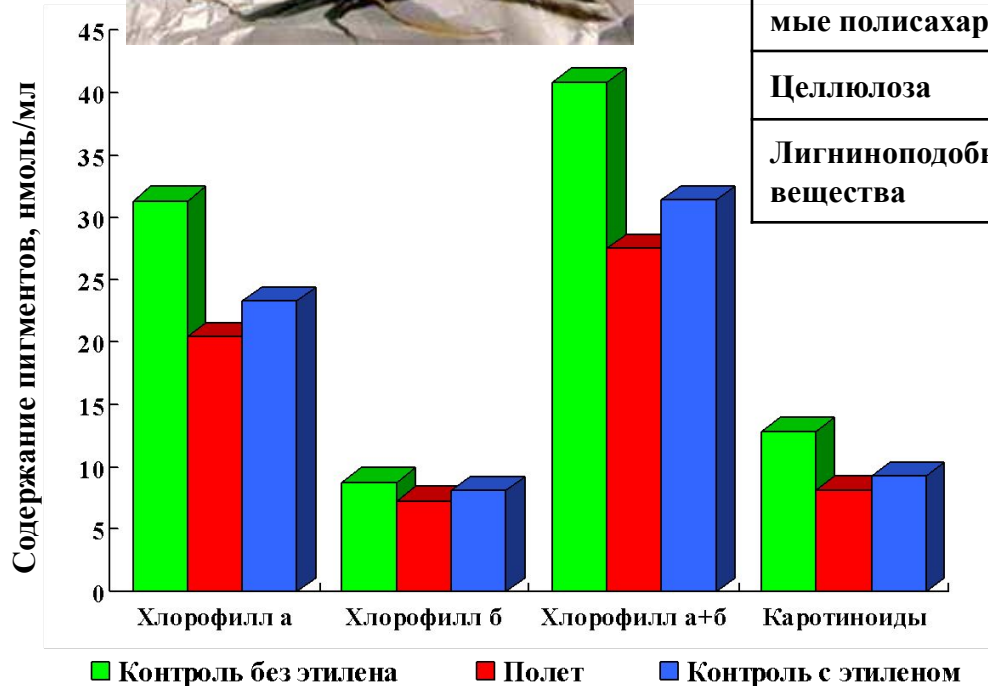 мые полисахар
Целлюлоза
Лигниноподобн
вещества
Содержание пигментов, нмоль/мл
45
40
35
30
25
20
15
10
5
0
Хлорофилл а
Хлорофилл б
Хлорофилл а+б
Каротиноиды
Контроль без этилена
Полет
Контроль с этиленом